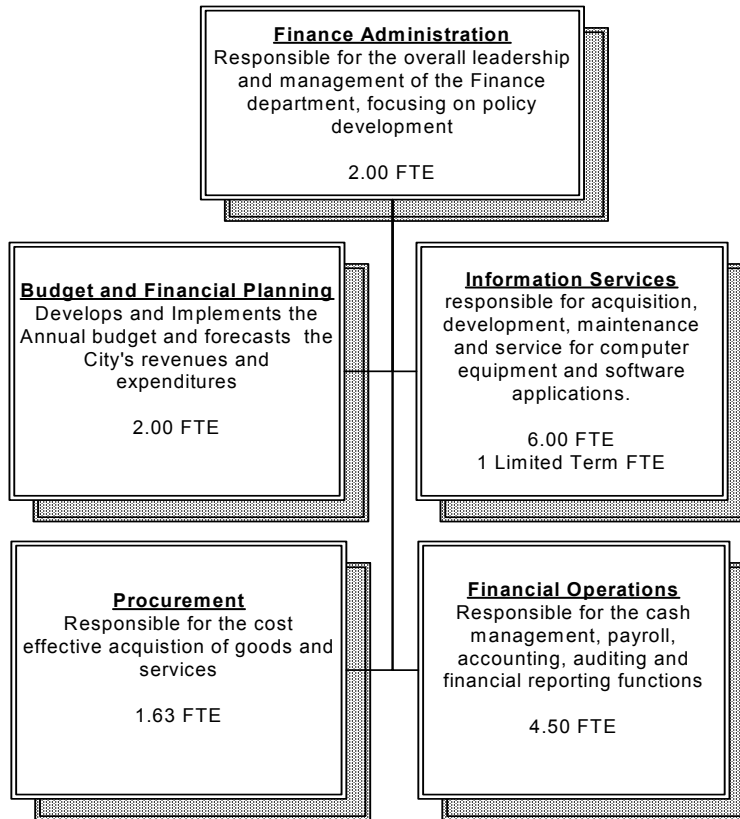 Finance Administration
Responsible for the overall leadership
and management of the Finance
department, focusing on policy
development
2.00 FTE
Budget and Financial Planning
Develops and Implements the
Annual budget and forecasts the
City's revenues and
expenditures
2.00 FTE
Information Services
responsible for acquisition,
development, maintenance
and service for computer
equipment and software
applications.
6.00 FTE
1 Limited Term FTE
Procurement
Responsible for the cost
effective acquistion of goods and
services
1.63 FTE
Financial Operations
Responsible for the cash
management, payroll,
accounting, auditing and
financial reporting functions
4.50 FTE